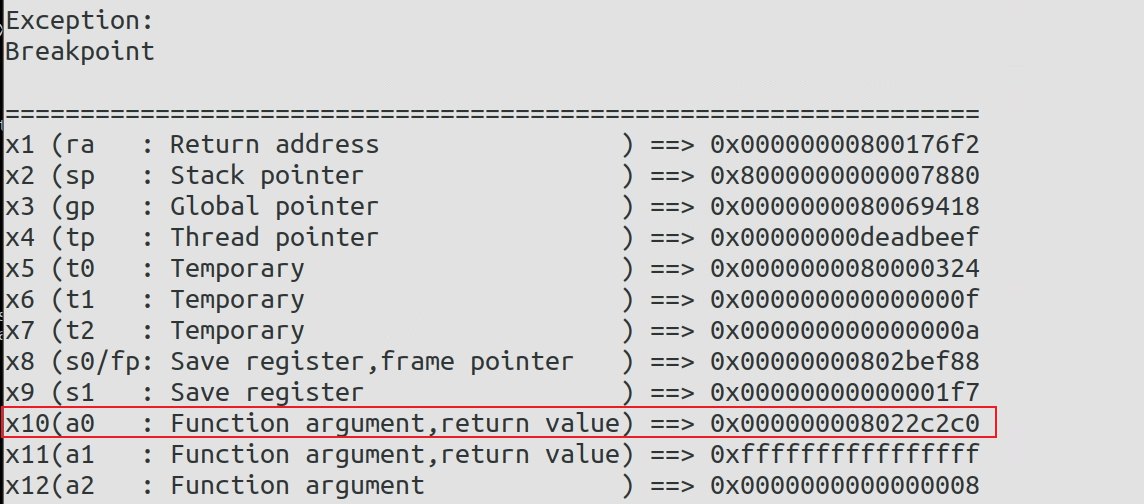 Exception:
Breakpoint
=================================================================
x1 (ra   : Return address                ) ==> 0x00000000800176f2
x2 (sp   : Stack pointer                 ) ==> 0x8000000000007880
x3 (gp   : Global pointer                ) ==> 0x0000000080069418
x4 (tp   : Thread pointer                ) ==> 0x00000000deadbeef
x5 (t0   : Temporary                     ) ==> 0x0000000080000324
x6 (t1   : Temporary                     ) ==> 0x000000000000000f
x7 (t2   : Temporary                     ) ==> 0x000000000000000a
x8 (s0/fp: Save register,frame pointer   ) ==> 0x00000000802bef88
x9 (s1   : Save register                 ) ==> 0x00000000000001f7
x10(a0   : Function argument,return value) ==> 0x000000008022c2c0
x11(a1   : Function argument,return value) ==> 0xffffffffffffffff
x12(a2   : Function argument             ) ==> 0x0000000000000008